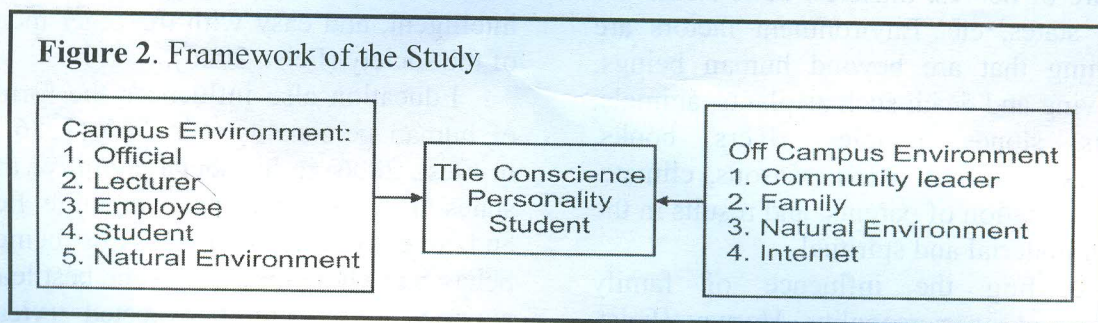 Figure 2. Framework of the Study
Campus Environment:
1. Official
2. Lecturer
3. Employee
4. Student
5. Natural Environment
The Conscience
Personality
Student
Off Campus Environment
1. Community leader
2. Family
3. Natural Environment
4. Internet